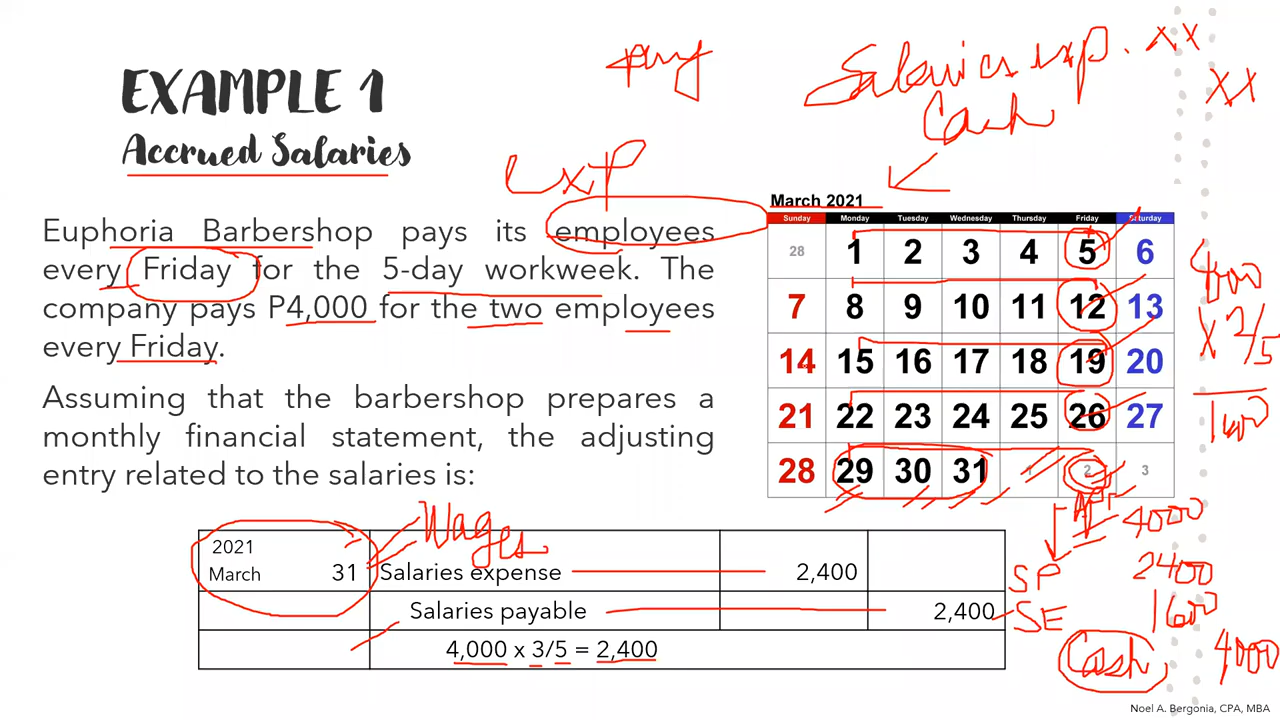 EXAMPLE 1
Accrued Salaries
pay
Salaries exp. xx
Cash xx
exp
Euphoria Barbershop pays its employees
every Friday for the 5-day workweek. The
company pays P4,000 for the two employees
every Friday.
Assuming that the barbershop prepares a
monthly financial statement, the adjusting
entry related to the salaries is:
March 2021
Sunday Monday Tuesday Wednesday Thursday Friday Saturday
28 1 2 3 4 5 6
7 8 9 10 11 12 13
14 15 16 17 18 19 20
21 22 23 24 25 26 27
28 29 30 31 1 2 3
4000
x 2/5
1600
Apr
4000
Wages
2021
March 31 Salaries expense 2,400
Salaries payable 2,400
4,000 x 3/5 = 2,400
SP 2400
SE 1600
Cash 4000
Noel A. Bergonia, CPA, MBA